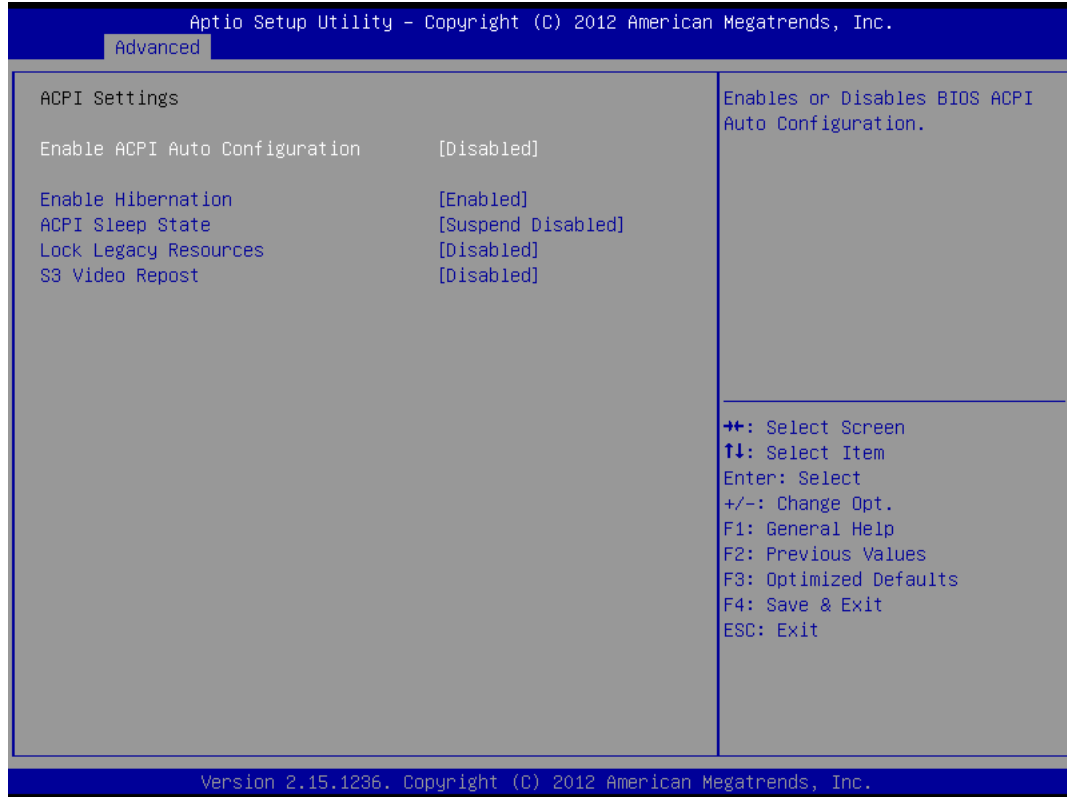 Aptio Setup Utility – Copyright (C) 2012 American Megatrends, Inc.
Advanced
ACPI Settings
Enable ACPI Auto Configuration [Disabled]
Enable Hibernation [Enabled]
ACPI Sleep State [Suspend Disabled]
Lock Legacy Resources [Disabled]
S3 Video Repost [Disabled]
Enables or Disables BIOS ACPI
Auto Configuration.
→←: Select Screen
↑↓: Select Item
Enter: Select
+/-: Change Opt.
F1: General Help
F2: Previous Values
F3: Optimized Defaults
F4: Save & Exit
ESC: Exit
Version 2.15.1236. Copyright (C) 2012 American Megatrends, Inc.